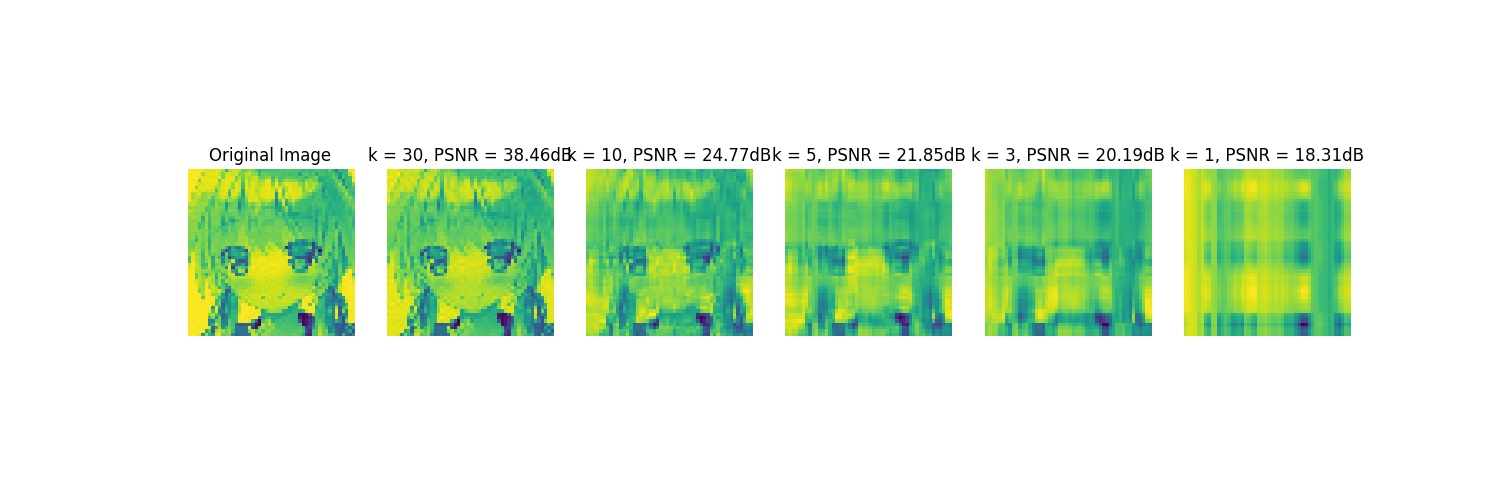 Original Image
k = 30, PSNR = 38.46dB
k = 10, PSNR = 24.77dB
k = 5, PSNR = 21.85dB
k = 3, PSNR = 20.19dB
k = 1, PSNR = 18.31dB